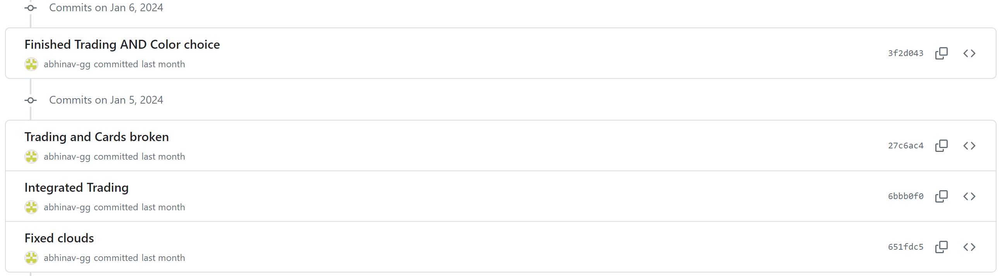 Commits on Jan 6, 2024
Finished Trading AND Color choice
abhinav-gg committed last month
3f2d043
Commits on Jan 5, 2024
Trading and Cards broken
abhinav-gg committed last month
27c6ac4
Integrated Trading
abhinav-gg committed last month
6bbb0f0
Fixed clouds
abhinav-gg committed last month
651fdc5